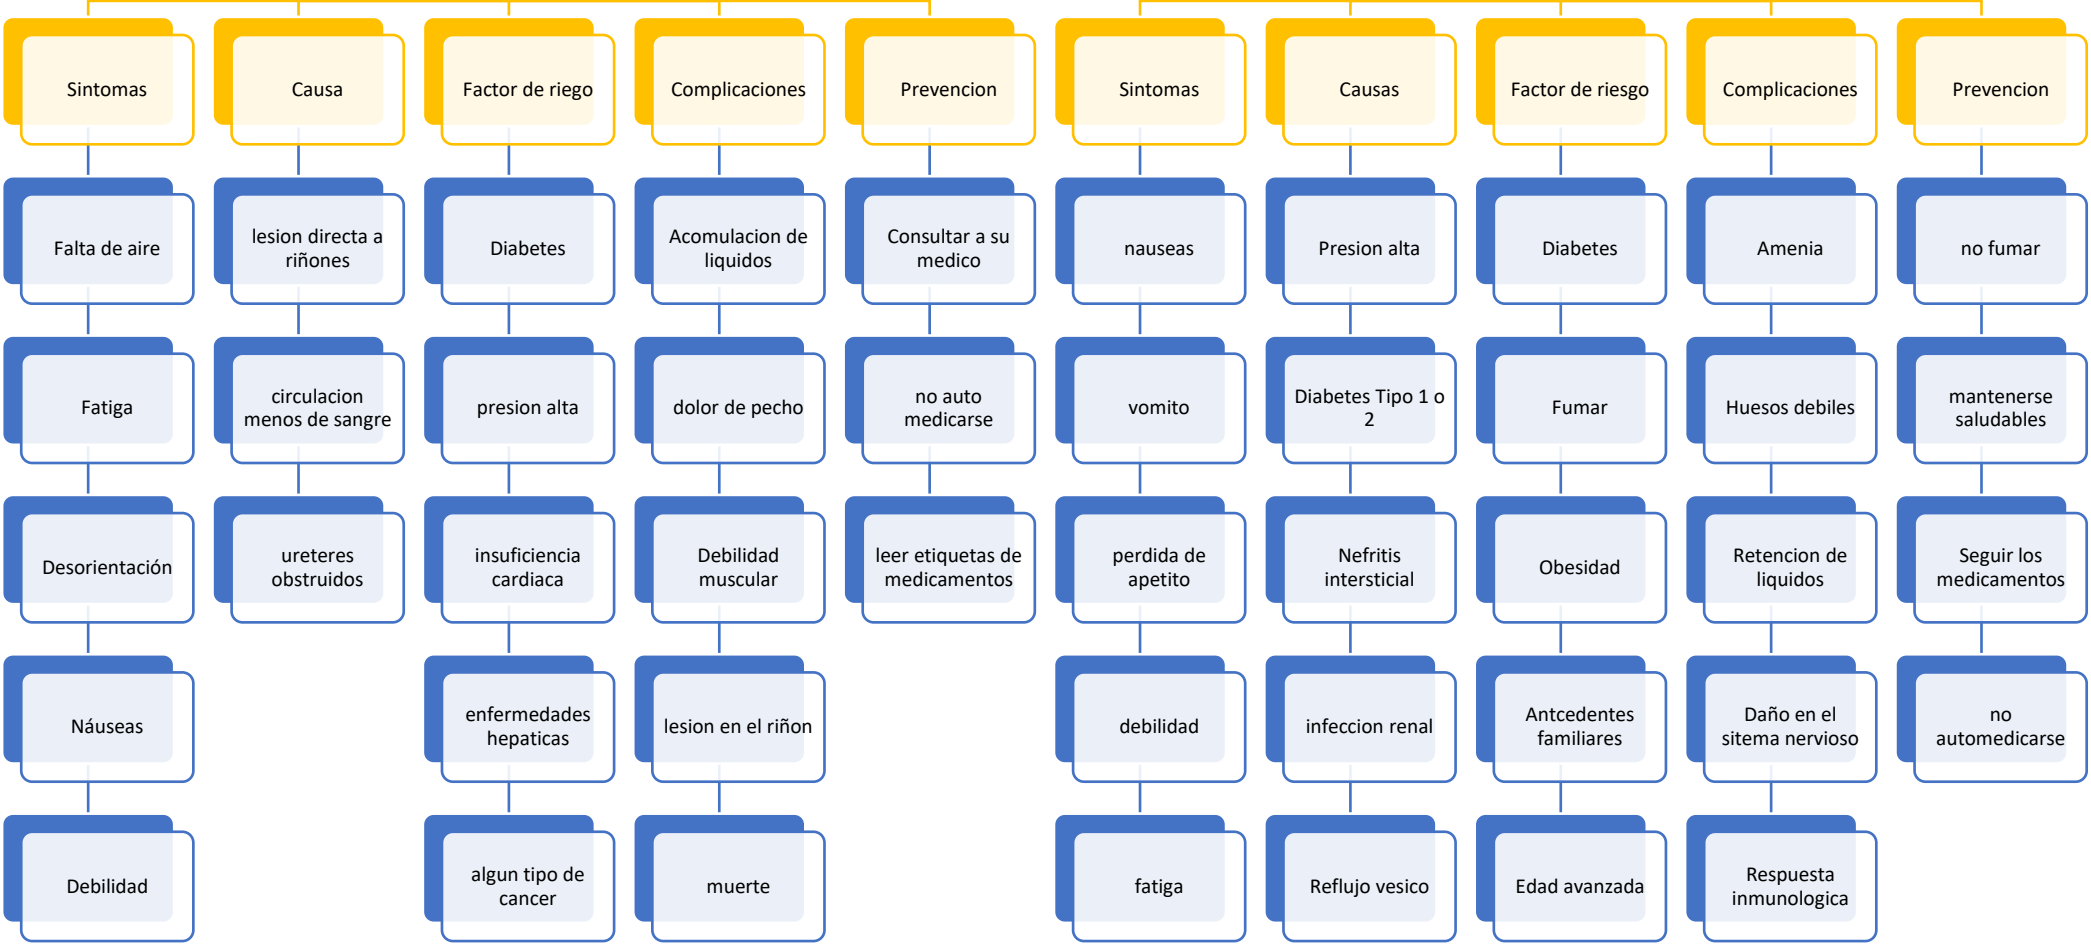 Sintomas
Causa
Factor de riego
Complicaciones
Prevencion
Sintomas
Causas
Factor de riesgo
Complicaciones
Prevencion
Falta de aire
lesion directa a
riñones
Diabetes
Acomulacion de
liquidos
Consultar a su
medico
nauseas
Presion alta
Diabetes
Amenia
no fumar
Fatiga
circulacion
menos de sangre
presion alta
dolor de pecho
no auto
medicarse
vomito
Diabetes Tipo 1 o
2
Fumar
Huesos debiles
mantenerse
saludables
Desorientación
ureteres
obstruidos
insuficiencia
cardiaca
Debilidad
muscular
leer etiquetas de
medicamentos
perdida de
apetito
Nefritis
intersticial
Obesidad
Retencion de
liquidos
Seguir los
medicamentos
Náuseas
enfermedades
hepaticas
lesion en el riñon
debilidad
infeccion renal
Antcedentes
familiares
Daño en el
sitema nervioso
no
automedicarse
Debilidad
algun tipo de
cancer
muerte
fatiga
Reflujo vesico
Edad avanzada
Respuesta
inmunologica